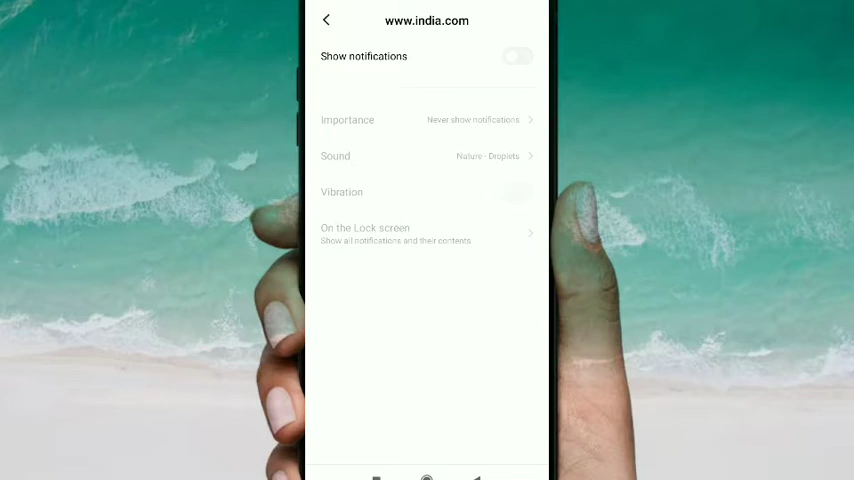 www.india.com
Show notifications
Importance Never show notifications
Sound Nature - Droplets
Vibration
On the Lock screen
Show all notifications and their contents